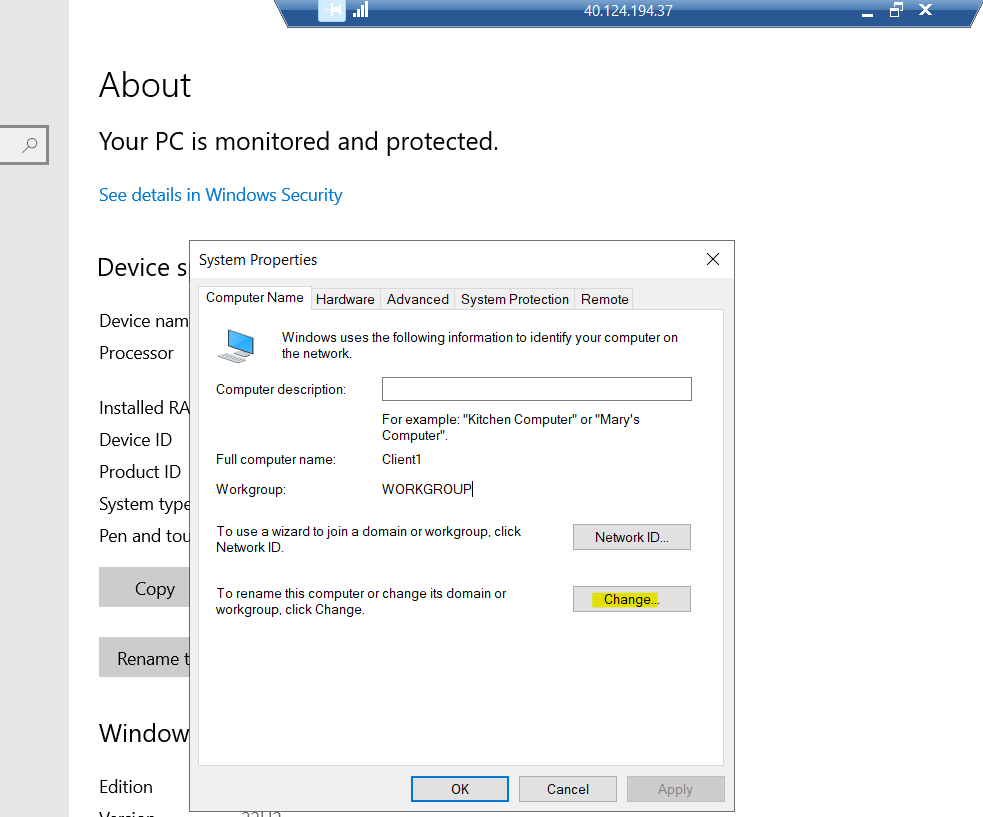 40.124.194.37
About
Your PC is monitored and protected.
See details in Windows Security
Device s
System Properties
Computer Name Hardware Advanced System Protection Remote
Windows uses the following information to identify your computer on
the network.
Computer description:
For example: "Kitchen Computer" or "Mary's
Computer".
Full computer name: Client1
Workgroup: WORKGROUP
To use a wizard to join a domain or workgroup, click
Network ID.
Network ID...
To rename this computer or change its domain or
workgroup, click Change.
Change...
OK Cancel Apply
Device nam
Processor
Installed RA
Device ID
Product ID
System type
Pen and tou
Copy
Rename t
Window
Edition
Version 22H2